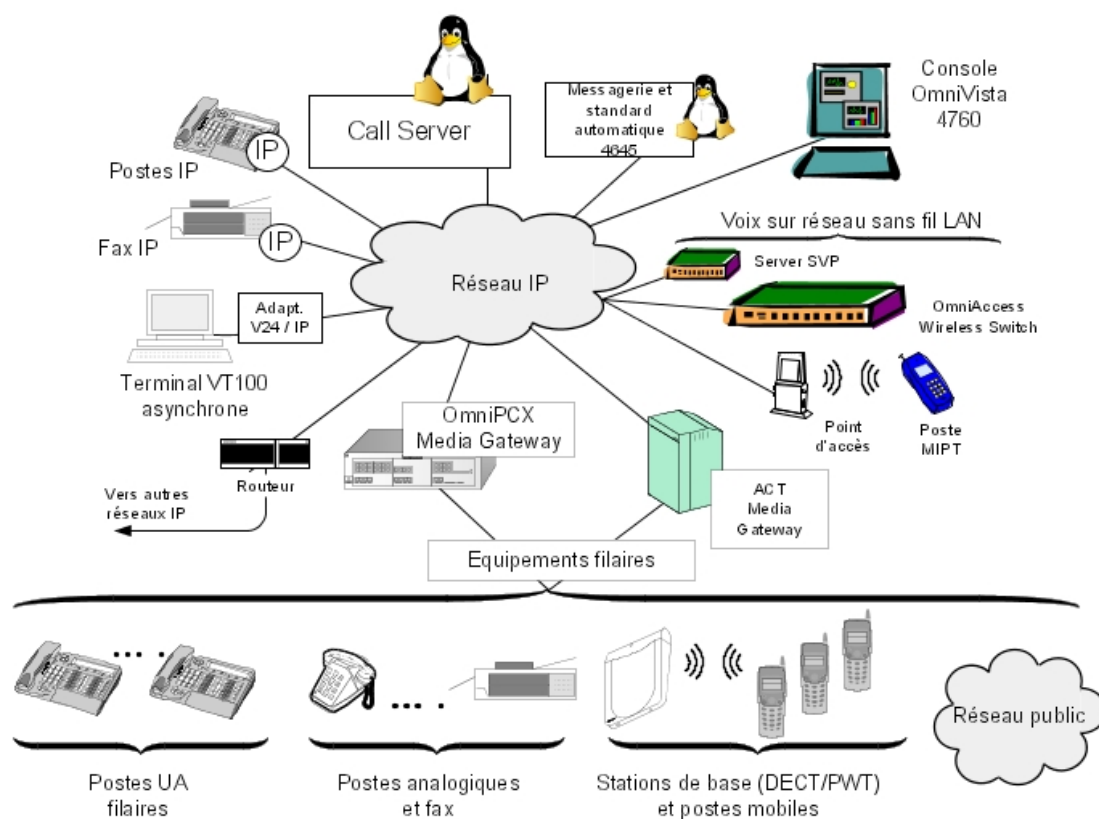 Call Server
Messagerie et
standard
automatique
4645
Console
OmniVista
4760
IP
Postes IP
IP
Fax IP
Réseau IP
Voix sur réseau sans fil LAN
Server SVP
OmniAccess
Wireless Switch
Adapt.
V24 / IP
Terminal VT100
asynchrone
OmniPCX
Media Gateway
Point
d'accès
Poste
MIPT
Routeur
Vers autres
réseaux IP
ACT
Media
Gateway
Equipements filaires
Réseau public
Postes UA
filaires
Postes analogiques
et fax
Stations de base (DECT/PWT)
et postes mobiles